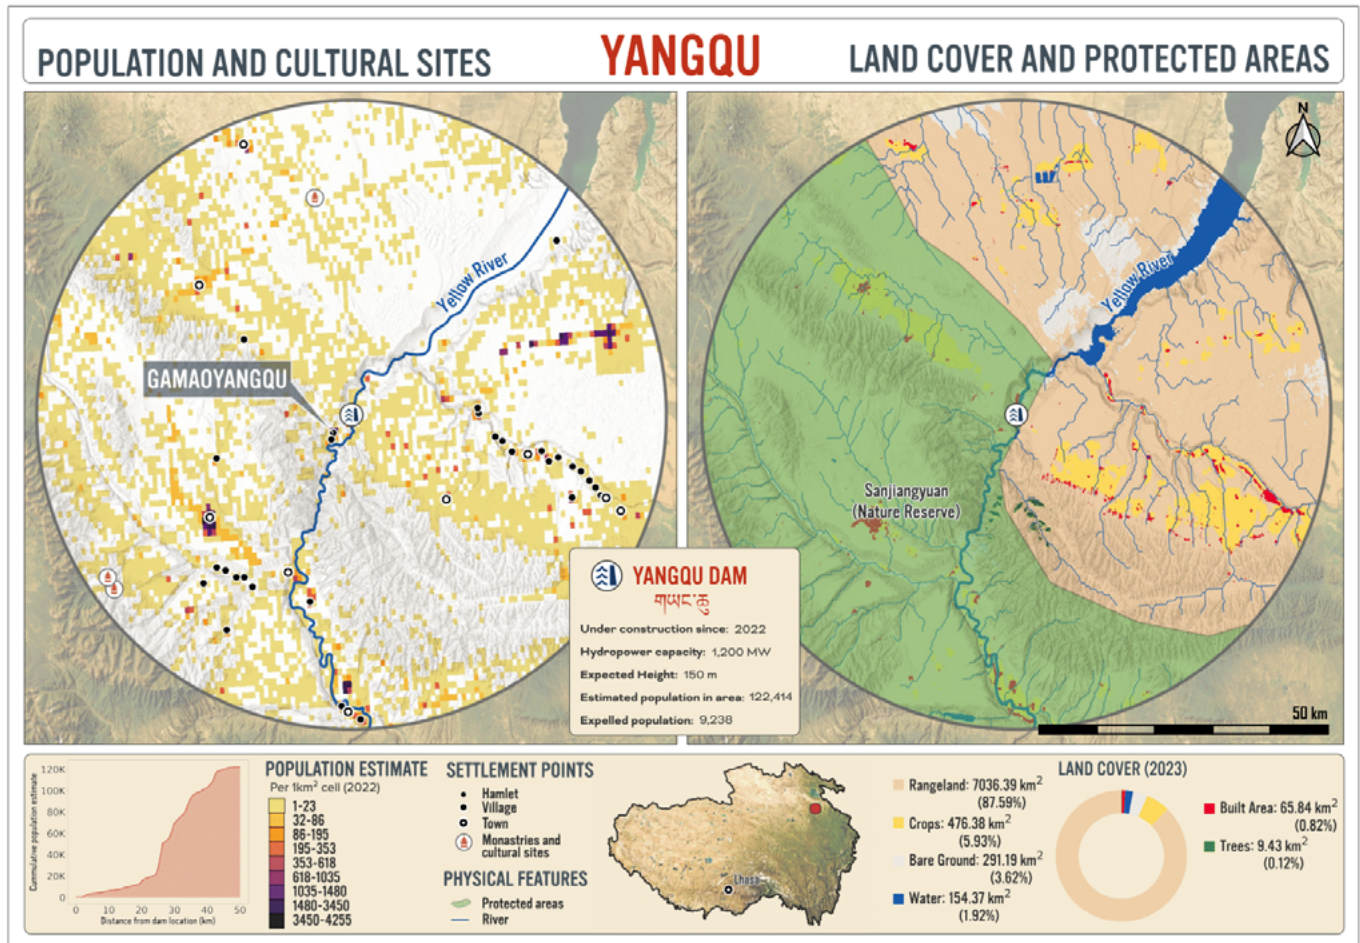 POPULATION AND CULTURAL SITES
YANGQU
LAND COVER AND PROTECTED AREAS
Yellow River
GAMAOYANGQU
N
Yellow River
Sanjiangyuan
(Nature Reserve)
50 km
YANGQU DAM
གཡང་ཆུ
Under construction since: 2022
Hydropower capacity: 1,200 MW
Expected Height: 150 m
Estimated population in area: 122,414
Expelled population: 9,238
Cummulative population estimate
120K
100K
80K
60K
40K
20K
0
0 10 20 30 40 50
Distance from dam location (km)
POPULATION ESTIMATE
Per 1km² cell (2022)
1-23
32-86
86-195
195-353
353-618
618-1035
1035-1480
1480-3450
3450-4255
SETTLEMENT POINTS
Hamlet
Village
Town
Monastries and
cultural sites
PHYSICAL FEATURES
Protected areas
River
Lhasa
LAND COVER (2023)
Rangeland: 7036.39 km²
(87.59%)
Crops: 476.38 km²
(5.93%)
Bare Ground: 291.19 km²
(3.62%)
Water: 154.37 km²
(1.92%)
Built Area: 65.84 km²
(0.82%)
Trees: 9.43 km²
(0.12%)